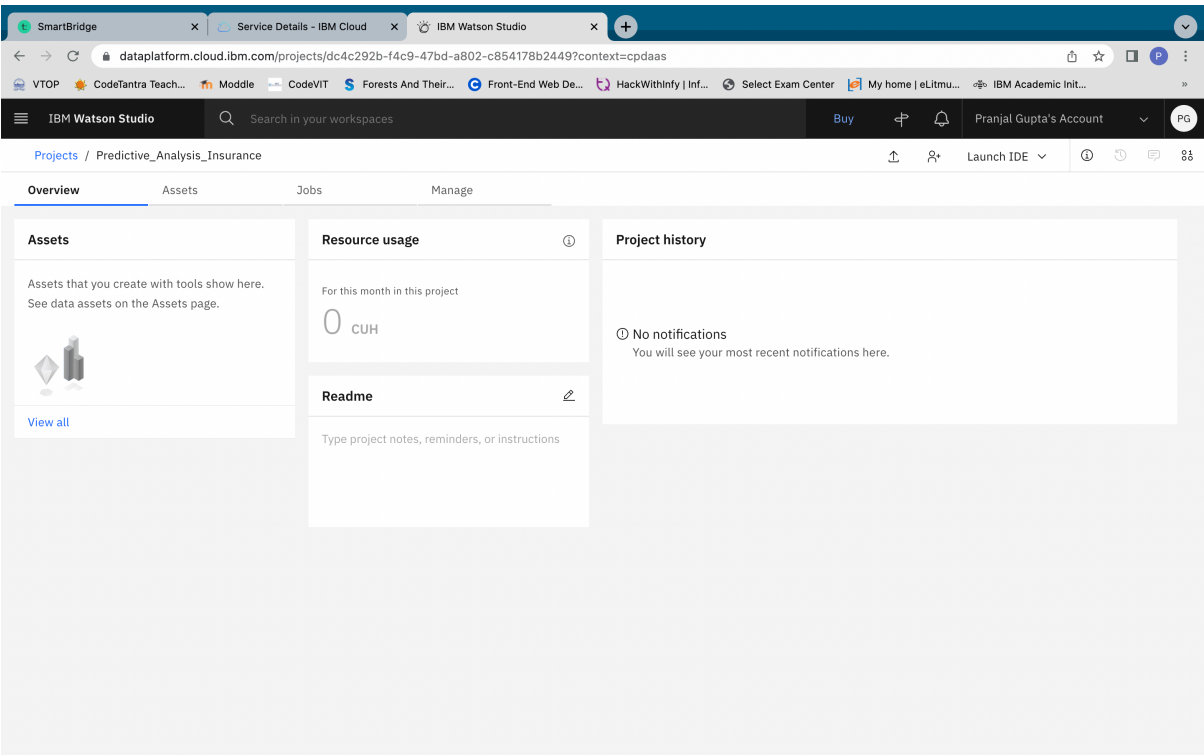 SmartBridge
Service Details - IBM Cloud
IBM Watson Studio
dataplatform.cloud.ibm.com/projects/dc4c292b-f4c9-47bd-a802-c854178b2449?context=cpdaas
P
VTOP
CodeTantra Teach...
Moddle
CodeVIT
Forests And Their...
Front-End Web De...
HackWithInfy | Inf...
Select Exam Center
My home | eLitmu...
IBM Academic Init...
»
IBM Watson Studio
Search in your workspaces
Buy
Pranjal Gupta's Account
PG
Projects / Predictive_Analysis_Insurance
Launch IDE
Overview
Assets
Jobs
Manage
Assets
Assets that you create with tools show here.
See data assets on the Assets page.
View all
Resource usage
For this month in this project
0 CUH
Readme
Type project notes, reminders, or instructions
Project history
No notifications
You will see your most recent notifications here.